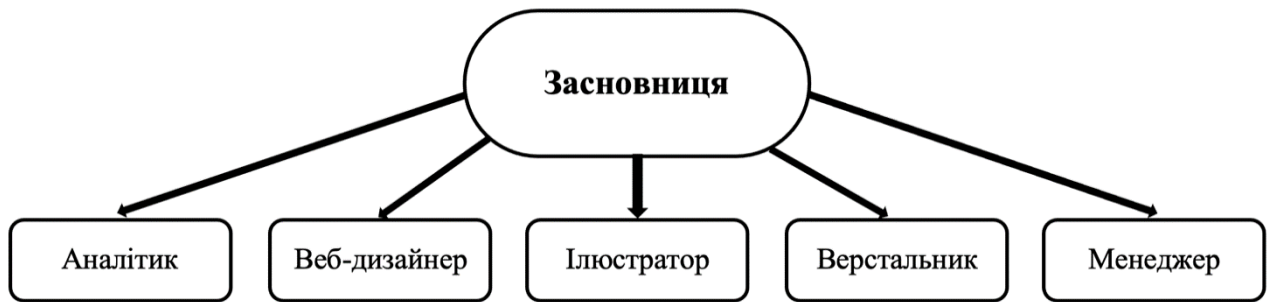 Засновниця
Аналітик
Веб-дизайнер
Ілюстратор
Верстальник
Менеджер